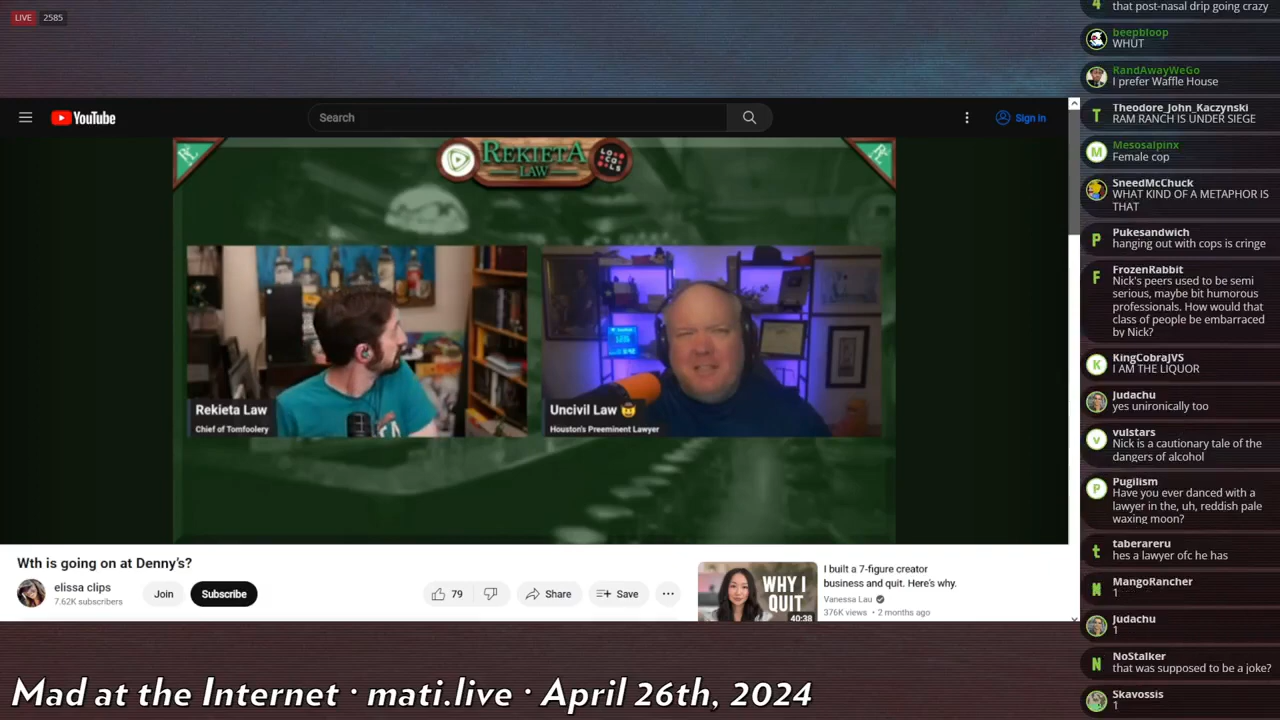 LIVE 2585
YouTube
Search
Sign in
REKIETA
LAW
LOCALS
RL
RL
Rekieta Law
Chief of Tomfoolery
Uncivil Law 🤠
Houston's Preeminent Lawyer
Wth is going on at Denny's?
elissa clips
7.62K subscribers
Join
Subscribe
79
Share
Save
WHY I
QUIT
40:38
I built a 7-figure creator
business and quit. Here's why.
Vanessa Lau
376K views • 2 months ago
Mad at the Internet · mati.live · April 26th, 2024
that post-nasal drip going crazy
beepbloop
WHUT
RandAwayWeGo
I prefer Waffle House
T
Theodore_John_Kaczynski
RAM RANCH IS UNDER SIEGE
M
Mesosalpinx
Female cop
SneedMcChuck
WHAT KIND OF A METAPHOR IS
THAT
P
Pukesandwich
hanging out with cops is cringe
F
FrozenRabbit
Nick's peers used to be semi
serious, maybe bit humorous
professionals. How would that
class of people be embarraced
by Nick?
K
KingCobraJVS
I AM THE LIQUOR
Judachu
yes unironically too
v
vulstars
Nick is a cautionary tale of the
dangers of alcohol
P
Pugilism
Have you ever danced with a
lawyer in the, uh, reddish pale
waxing moon?
t
taberareru
hes a lawyer ofc he has
N
MangoRancher
1
Judachu
1
N
NoStalker
that was supposed to be a joke?
Skavossis
1